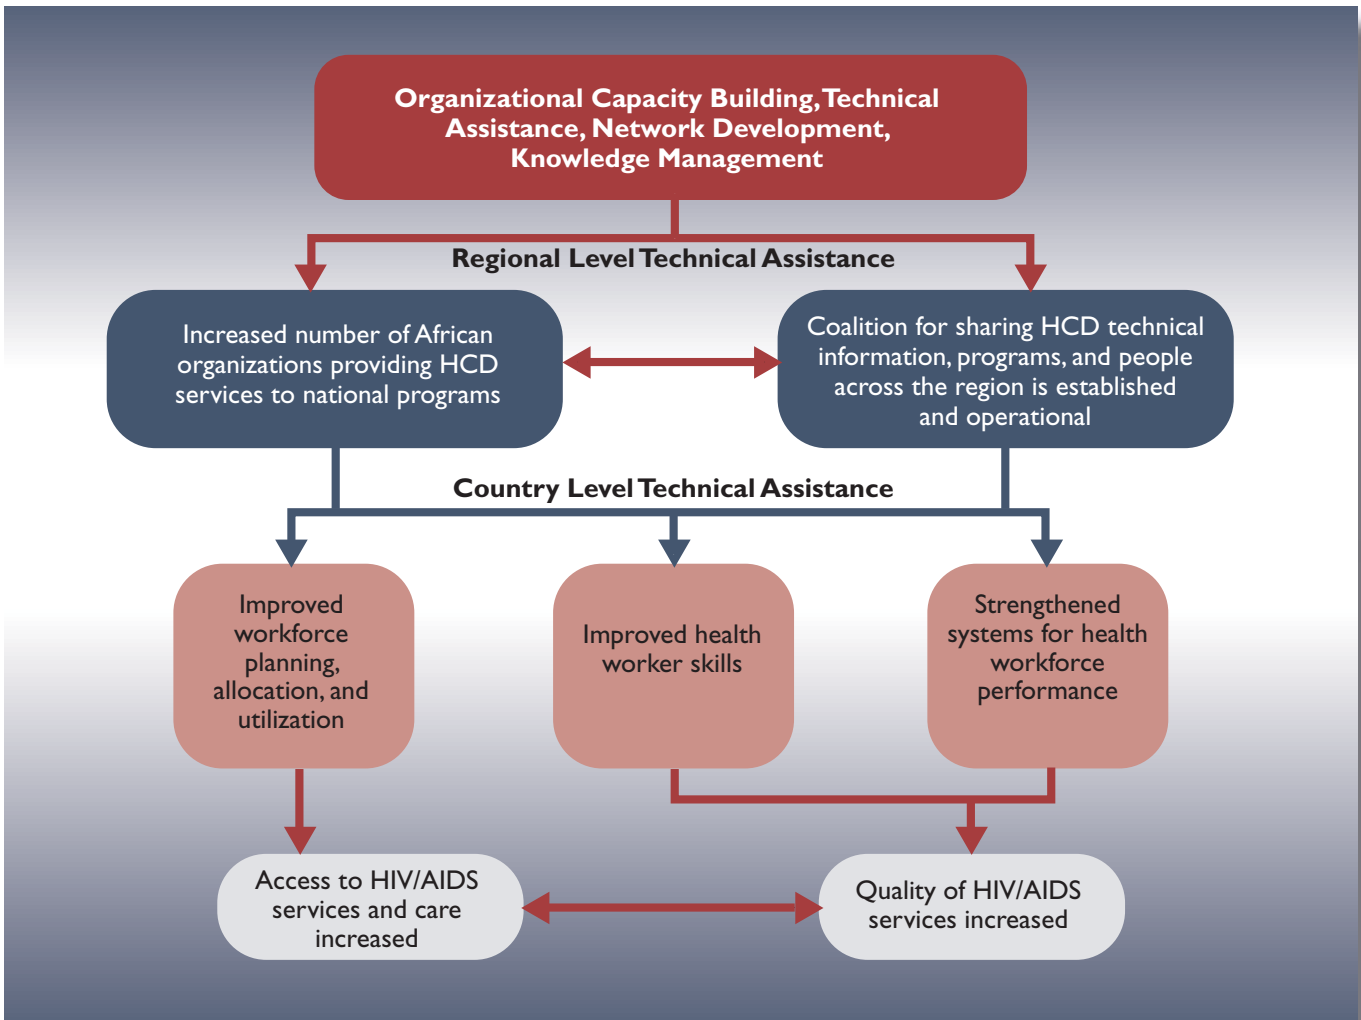 Organizational Capacity Building, Technical
Assistance, Network Development,
Knowledge Management
Regional Level Technical Assistance
Increased number of African
organizations providing HCD
services to national programs
Coalition for sharing HCD technical
information, programs, and people
across the region is established
and operational
Country Level Technical Assistance
Improved
workforce
planning,
allocation, and
utilization
Improved health
worker skills
Strengthened
systems for health
workforce
performance
Access to HIV/AIDS
services and care
increased
Quality of HIV/AIDS
services increased